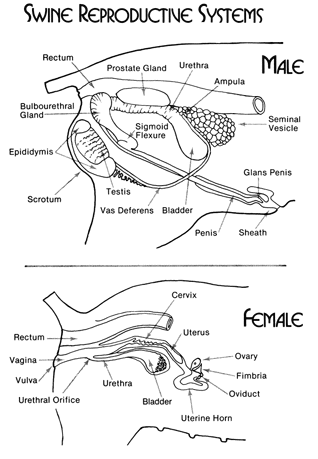 SWINE REPRODUCTIVE SYSTEMS
MALE
Rectum
Prostate Gland
Urethra
Ampula
Bulbourethral
Gland
Sigmoid
Flexure
Seminal
Vesicle
Epididymis
Glans Penis
Testis
Scrotum
Vas Deferens
Bladder
Penis
Sheath
FEMALE
Cervix
Rectum
Uterus
Vagina
Ovary
Vulva
Fimbria
Urethra
Oviduct
Urethral Orifice
Bladder
Uterine Horn